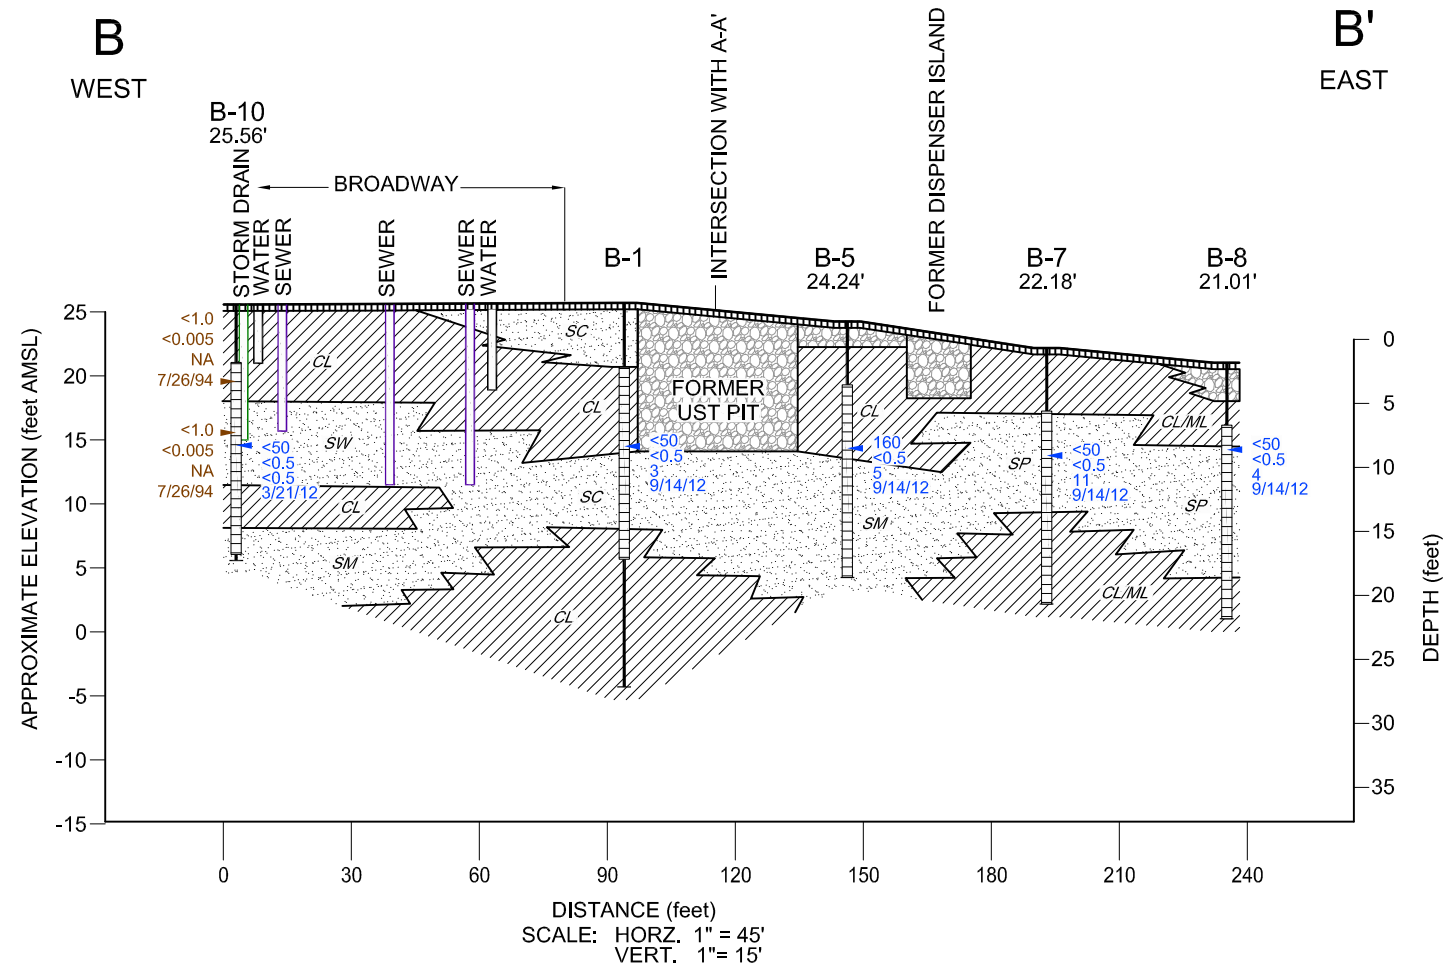 B
WEST
B'
EAST
B-10
25.56'
STORM DRAIN
WATER
SEWER
BROADWAY
SEWER
SEWER
WATER
B-1
INTERSECTION WITH A-A'
B-5
24.24'
FORMER DISPENSER ISLAND
B-7
22.18'
B-8
21.01'
APPROXIMATE ELEVATION (feet AMSL)
25
20
15
10
5
0
-5
-10
-15
<1.0
<0.005
NA
7/26/94
<1.0
<0.005
NA
7/26/94
CL
SW
CL
SM
<50
<0.5
<0.5
3/21/12
SC
CL
SC
CL
FORMER
UST PIT
<50
<0.5
3
9/14/12
CL
160
<0.5
5
9/14/12
SM
SP
<50
<0.5
11
9/14/12
CL/ML
CL/ML
SP
<50
<0.5
4
9/14/12
0
5
10
15
20
25
30
35
DEPTH (feet)
0
30
60
90
120
150
180
210
240
DISTANCE (feet)
SCALE: HORZ. 1" = 45'
VERT. 1"= 15'